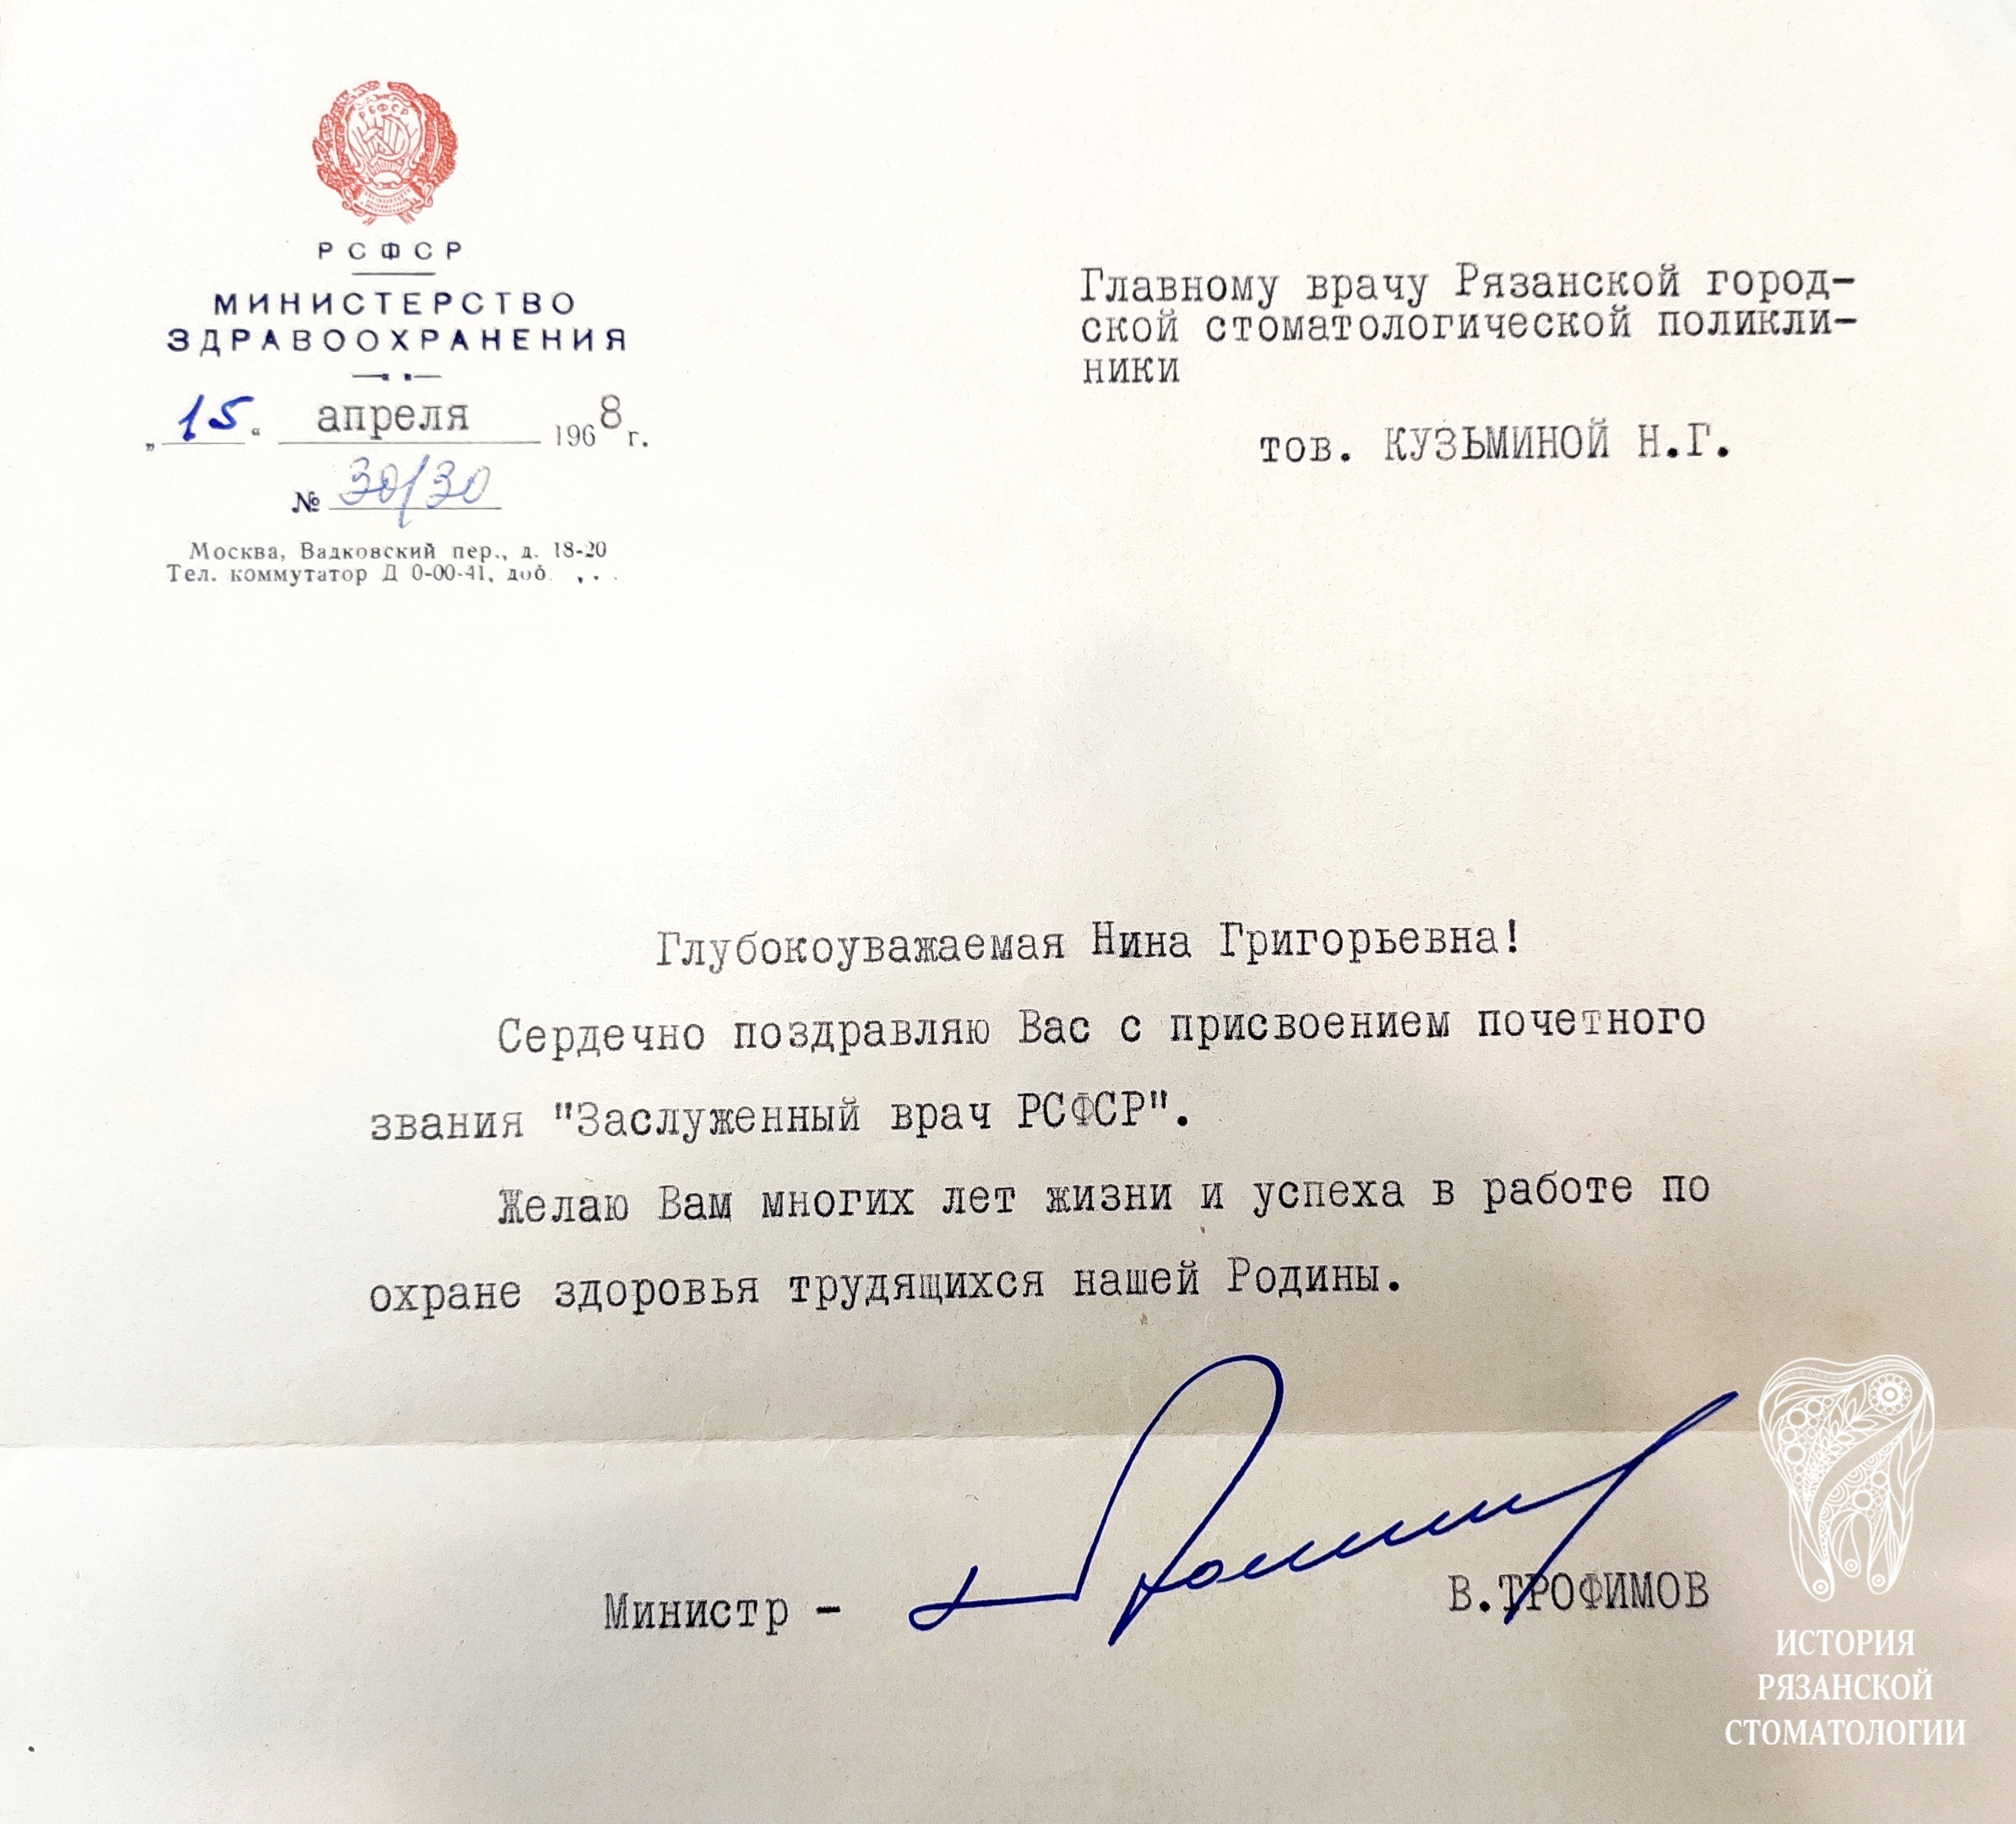 РСФСР
РСФСР
МИНИСТЕРСТВО
ЗДРАВООХРАНЕНИЯ
„15“ апреля 1968 г.
№ 30/30
Москва, Вадковский пер., д. 18-20
Тел. коммутатор Д 0-00-41, доб.
Главному врачу Рязанской город-
ской стоматологической поликли-
ники
тов. КУЗЬМИНОЙ Н.Г.
Глубокоуважаемая Нина Григорьевна!
Сердечно поздравляю Вас с присвоением почетного
звания "Заслуженный врач РСФСР".
Желаю Вам многих лет жизни и успеха в работе по
охране здоровья трудящихся нашей Родины.
Министр - В.ТРОФИМОВ
ИСТОРИЯ
РЯЗАНСКОЙ
СТОМАТОЛОГИИ